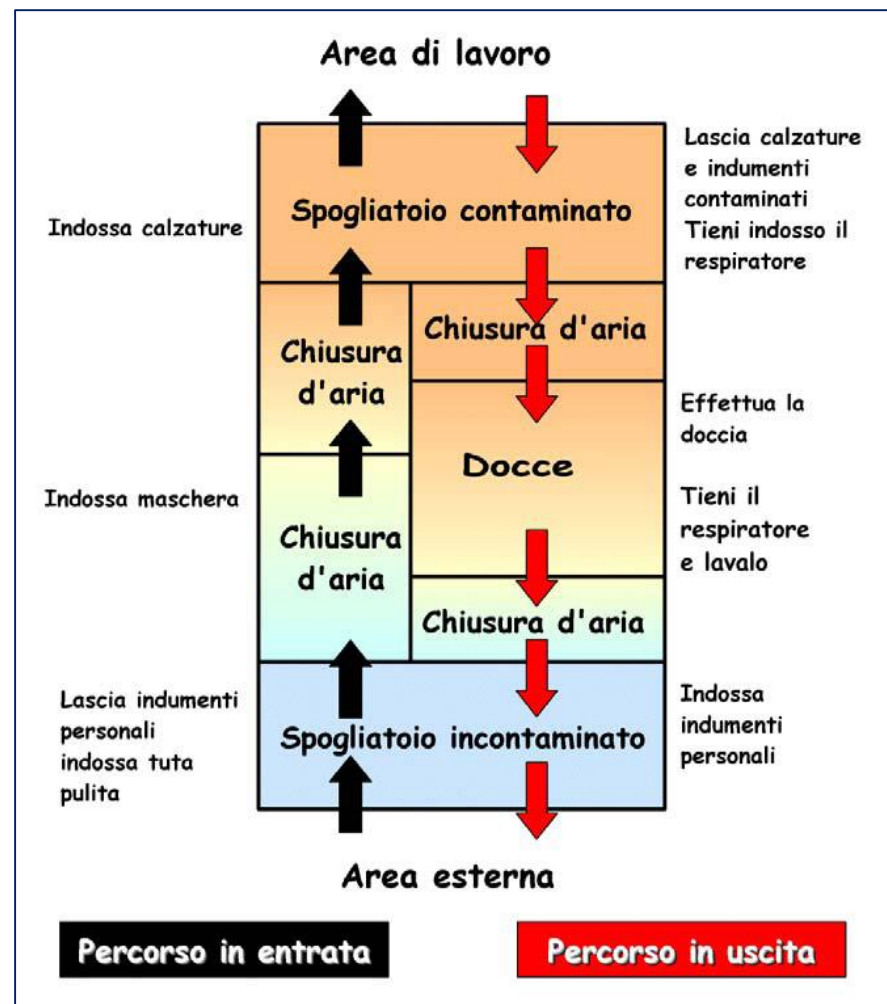 Area di lavoro
Lascia calzature
e indumenti
contaminati
Tieni indosso il
respiratore
Spogliatoio contaminato
Indossa calzature
Chiusura d'aria
Chiusura
d'aria
Effettua la
doccia
Docce
Indossa maschera
Tieni il
respiratore
e lavalo
Chiusura
d'aria
Chiusura d'aria
Lascia indumenti
personali
indossa tuta
pulita
Spogliatoio incontaminato
Indossa
indumenti
personali
Area esterna
Percorso in entrata
Percorso in uscita